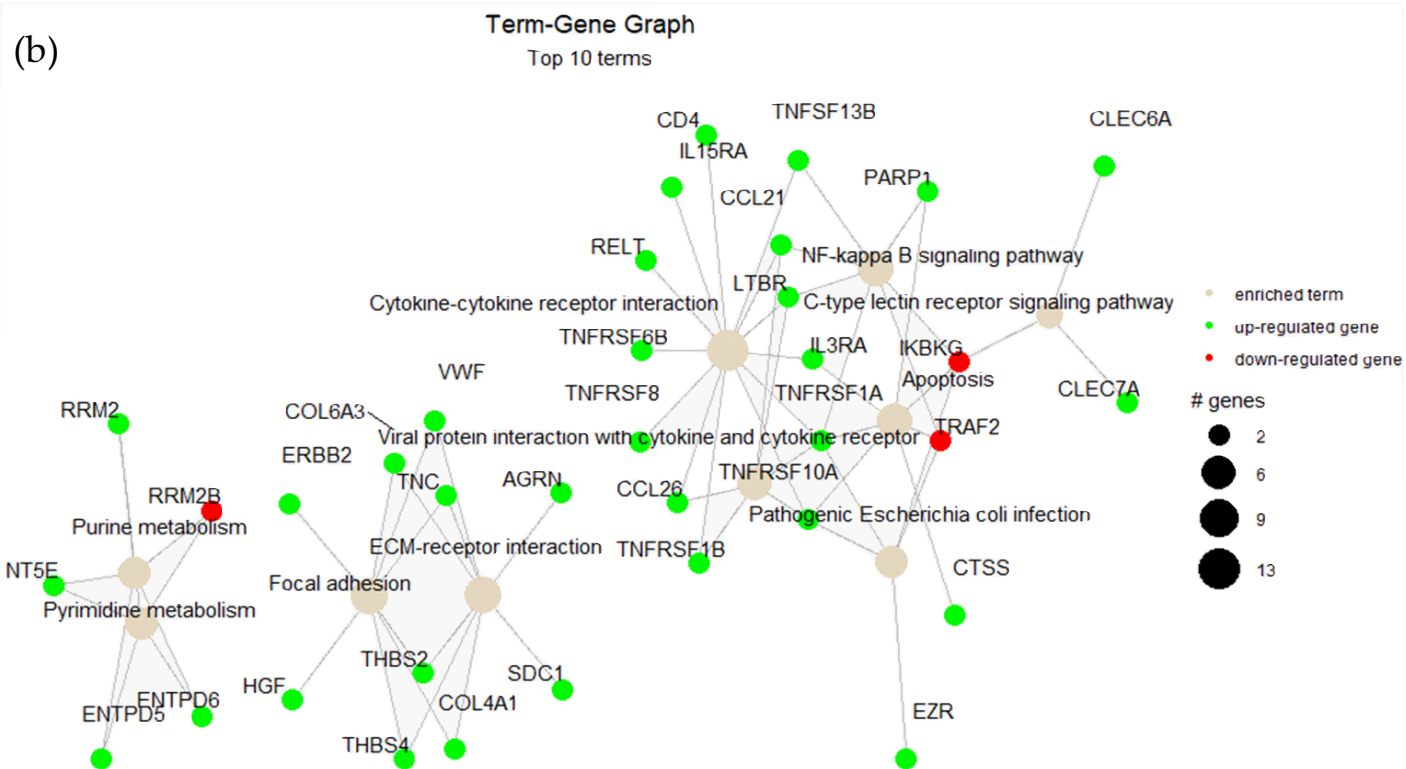 (b)
Term-Gene Graph
Top 10 terms
CD4
TNFSF13B
CLEC6A
IL15RA
PARP1
CCL21
RELT
NF-kappa B signaling pathway
LTBR
Cytokine-cytokine receptor interaction
C-type lectin receptor signaling pathway
enriched term
up-regulated gene
down-regulated gene
TNFRSF6B
IL3RA
IKBKG
VWF
Apoptosis
TNFRSF8
TNFRSF1A
CLEC7A
# genes
2
6
9
13
RRM2
COL6A3
Viral protein interaction with cytokine and cytokine receptor
TRAF2
ERBB2
TNC
AGRN
TNFRSF10A
CCL26
RRM2B
Purine metabolism
Pathogenic Escherichia coli infection
ECM-receptor interaction
TNFRSF1B
NT5E
Focal adhesion
CTSS
Pyrimidine metabolism
THBS2
SDC1
HGF
ENTPD6
COL4A1
ENTPD5
EZR
THBS4